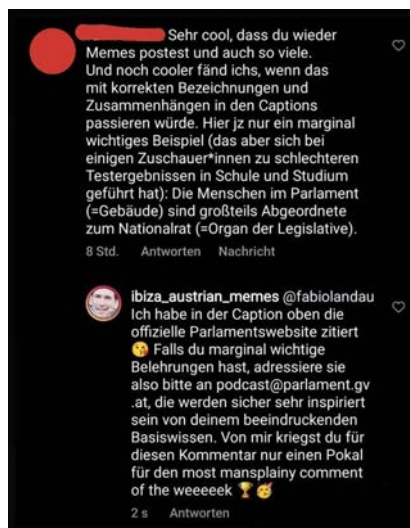 Sehr cool, dass du wieder
Memes postest und auch so viele.
Und noch cooler fänd ichs, wenn das
mit korrekten Bezeichnungen und
Zusammenhängen in den Captions
passieren würde. Hier jz nur ein marginal
wichtiges Beispiel (das aber sich bei
einigen Zuschauer*innen zu schlechteren
Testergebnissen in Schule und Studium
geführt hat): Die Menschen im Parlament
(=Gebäude) sind großteils Abgeordnete
zum Nationalrat (=Organ der Legislative).
8 Std. Antworten Nachricht
ibiza_austrian_memes @fabiolandau
Ich habe in der Caption oben die
offizielle Parlamentswebsite zitiert
😘 Falls du marginal wichtige
Belehrungen hast, adressiere sie
also bitte an podcast@parlament.gv
.at, die werden sicher sehr inspiriert
sein von deinem beeindruckenden
Basiswissen. Von mir kriegst du für
diesen Kommentar nur einen Pokal
für den most mansplainy comment
of the weeeeek 🏆🥳
2 s Antworten